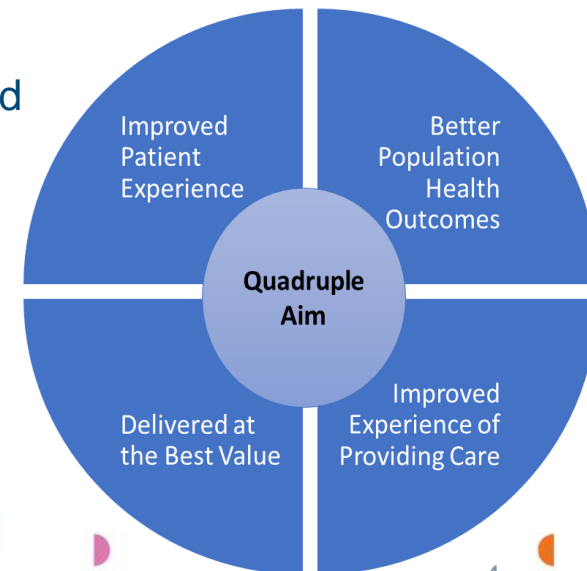 d
Improved
Patient
Experience
Better
Population
Health
Outcomes
Quadruple
Aim
Delivered at
the Best Value
Improved
Experience of
Providing Care